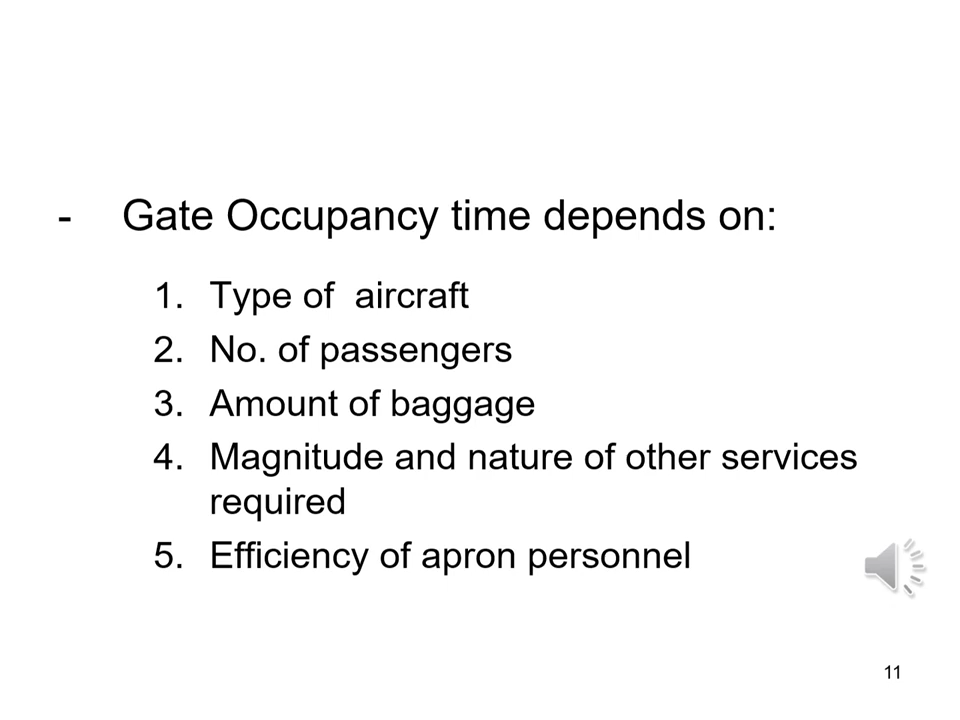 - Gate Occupancy time depends on:
1. Type of  aircraft
2. No. of passengers
3. Amount of baggage
4. Magnitude and nature of other services
required
5. Efficiency of apron personnel
11